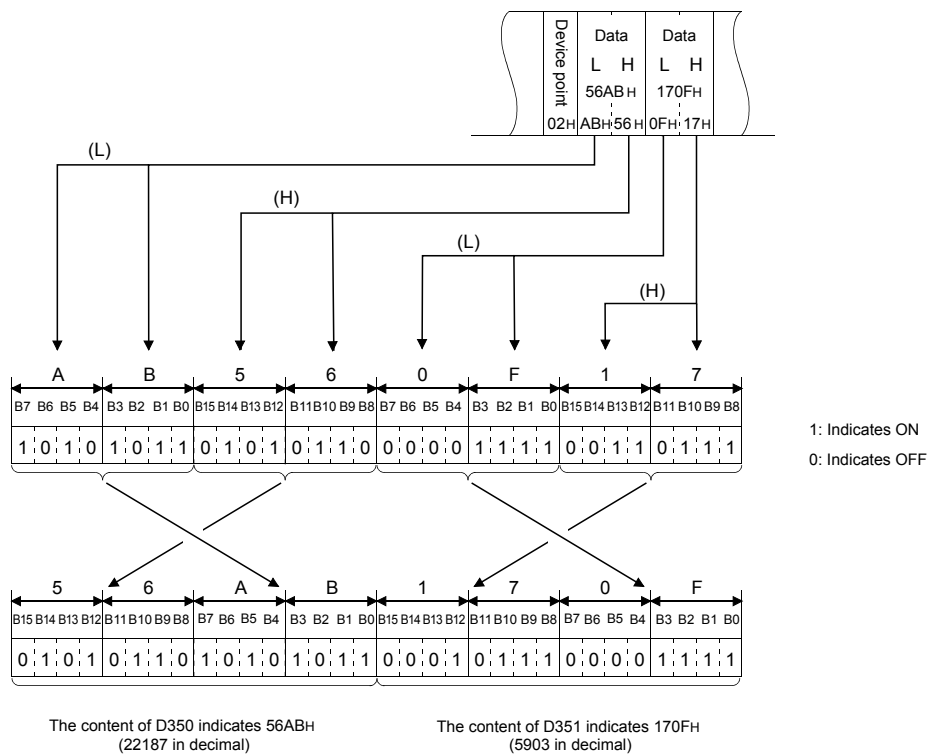 Device point
Data Data
L H L H
56ABH 170FH
02H ABH 56H 0FH 17H
(L)
(H)
(L)
(H)
A B 5 6 0 F 1 7
B7 B6 B5 B4 B3 B2 B1 B0 B15 B14 B13 B12 B11 B10 B9 B8 B7 B6 B5 B4 B3 B2 B1 B0 B15 B14 B13 B12 B11 B10 B9 B8
1 0 1 0 1 0 1 1 0 1 0 1 0 1 1 0 0 0 0 0 1 1 1 1 0 0 1 1 0 1 1 1
1: Indicates ON
0: Indicates OFF
5 6 A B 1 7 0 F
B15 B14 B13 B12 B11 B10 B9 B8 B7 B6 B5 B4 B3 B2 B1 B0 B15 B14 B13 B12 B11 B10 B9 B8 B7 B6 B5 B4 B3 B2 B1 B0
0 1 0 1 0 1 1 0 1 0 1 0 1 0 1 1 0 0 0 1 0 1 1 1 0 0 0 0 1 1 1 1
The content of D350 indicates 56ABH
(22187 in decimal)
The content of D351 indicates 170FH
(5903 in decimal)